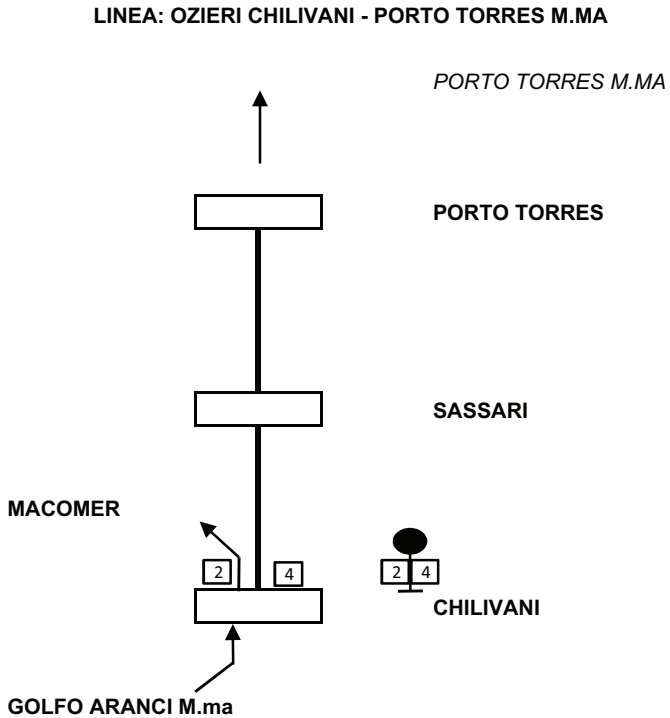 LINEA: OZIERI CHILIVANI - PORTO TORRES M.MA
PORTO TORRES M.MA
PORTO TORRES
SASSARI
MACOMER
2
4
2 4
CHILIVANI
GOLFO ARANCI M.ma